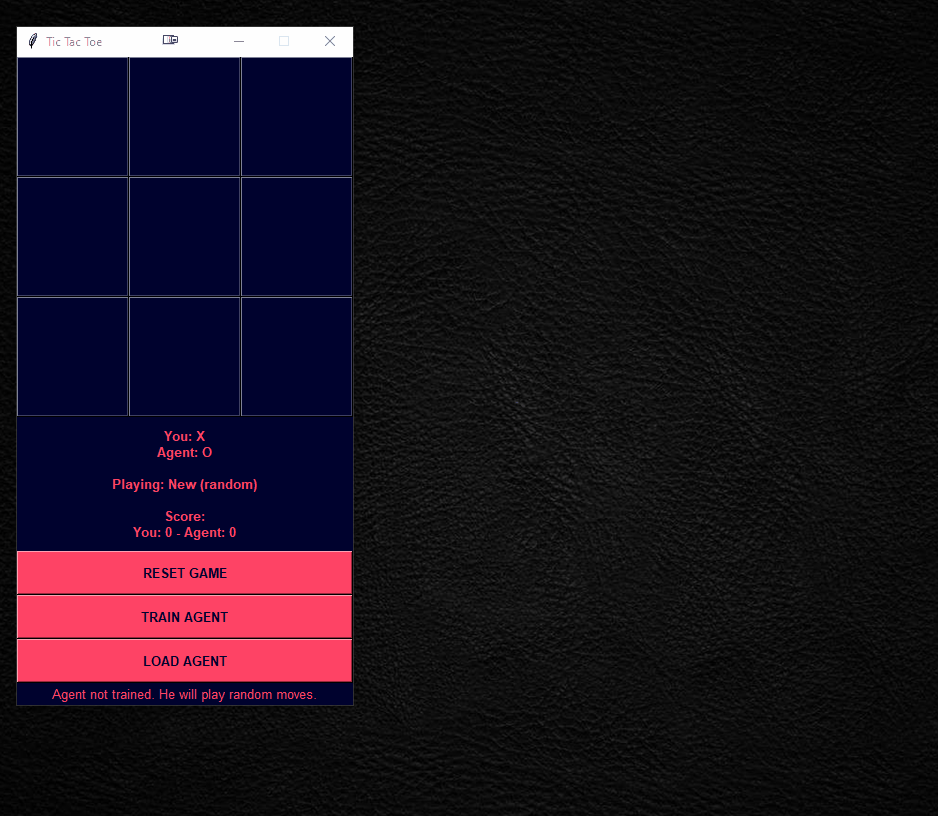 Tic Tac Toe
You: X
Agent: O
Playing: New (random)
Score:
You: 0 - Agent: 0
RESET GAME
TRAIN AGENT
LOAD AGENT
Agent not trained. He will play random moves.